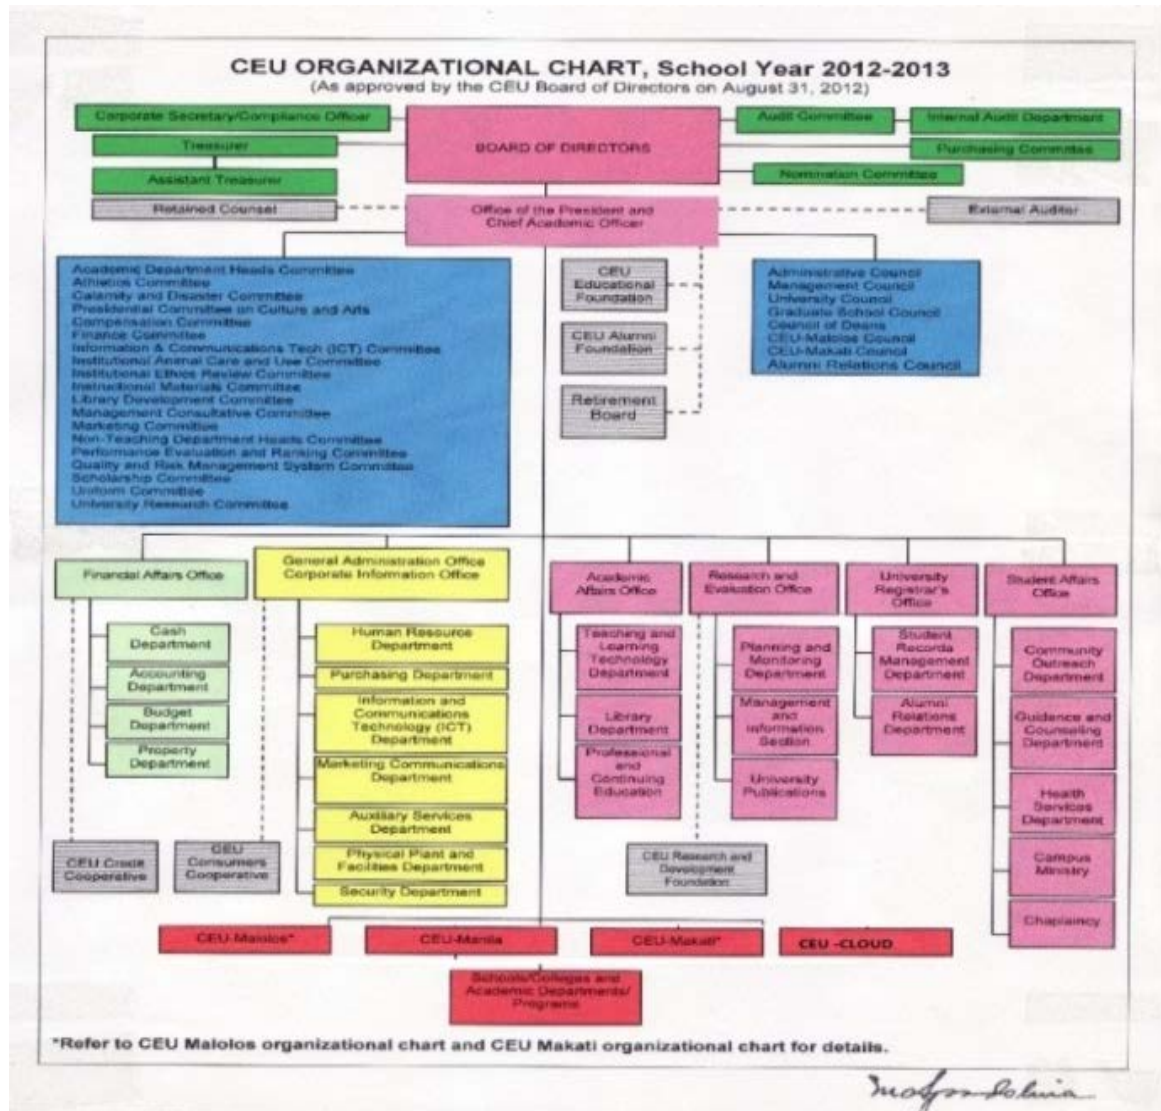 CEU ORGANIZATIONAL CHART, School Year 2012-2013
(As approved by the CEU Board of Directors on August 31, 2012)
Corporate Secretary/Compliance Officer
Treasurer
Assistant Treasurer
Retained Counsel
BOARD OF DIRECTORS
Office of the President and
Chief Academic Officer
Audit Committee
Internal Audit Department
Purchasing Committee
Nomination Committee
External Auditor
Academic Department Heads Committee
Athletics Committee
Calamity and Disaster Committee
Presidential Committee on Culture and Arts
Compensation Committee
Finance Committee
Information & Communications Tech (ICT) Committee
Institutional Animal Care and Use Committee
Institutional Ethics Review Committee
Instructional Materials Committee
Library Development Committee
Management Consultative Committee
Marketing Committee
Non-Teaching Department Heads Committee
Performance Evaluation and Ranking Committee
Quality and Risk Management System Committee
Scholarship Committee
Uniform Committee
University Research Committee
CEU
Educational
Foundation
CEU Alumni
Foundation
Retirement
Board
Administrative Council
Management Council
University Council
Graduate School Council
Council of Deans
CEU-Malolos Council
CEU-Makati Council
Alumni Relations Council
Financial Affairs Office
Cash
Department
Accounting
Department
Budget
Department
Property
Department
CEU Credit
Cooperative
General Administration Office
Corporate Information Office
Human Resource
Department
Purchasing Department
Information and
Communications
Technology (ICT)
Department
Marketing Communications
Department
Auxiliary Services
Department
Physical Plant and
Facilities Department
Security Department
CEU
Consumers
Cooperative
Academic
Affairs Office
Teaching and
Learning
Technology
Department
Library
Department
Professional
and
Continuing
Education
Research and
Evaluation Office
Planning and
Monitoring
Department
Management
and
Information
Section
University
Publications
CEU Research and
Development
Foundation
University
Registrar's
Office
Student
Records
Management
Department
Alumni
Relations
Department
Student Affairs
Office
Community
Outreach
Department
Guidance and
Counseling
Department
Health
Services
Department
Campus
Ministry
Chaplaincy
CEU-Malolos*
CEU-Manila
CEU-Makati*
CEU -CLOUD
Schools/Colleges and
Academic Departments/
Programs
*Refer to CEU Malolos organizational chart and CEU Makati organizational chart for details.